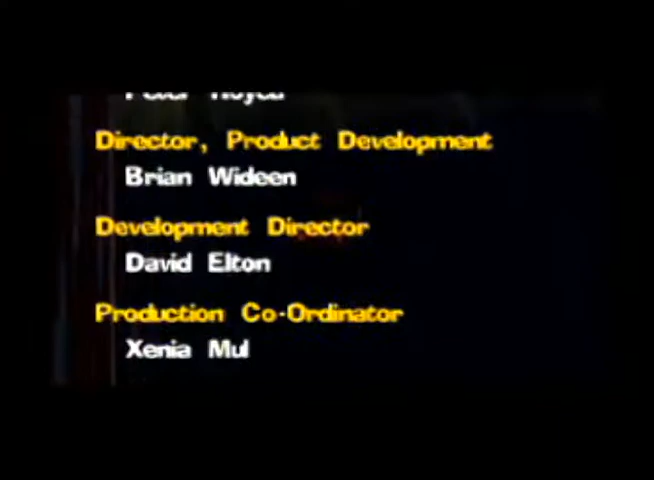 Director, Product Development
Brian Wideen
Development Director
David Elton
Production Co-Ordinator
Xenia Mul